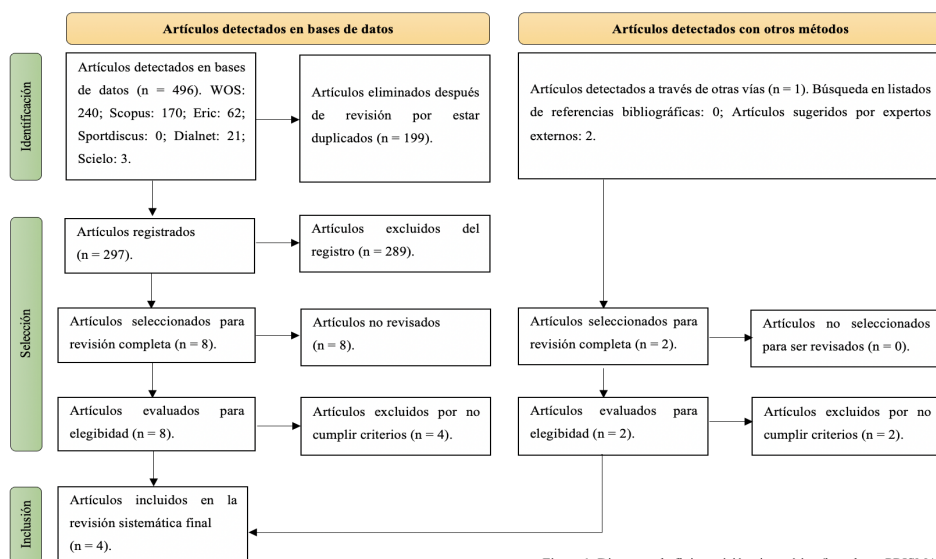 Artículos detectados en bases de datos
Artículos detectados con otros métodos
Identificación
Artículos detectados en bases
de datos (n = 496). WOS:
240; Scopus: 170; Eric: 62;
Sportdiscus: 0; Dialnet: 21;
Scielo: 3.
Artículos eliminados después
de revisión por estar
duplicados (n = 199).
Artículos detectados a través de otras vías (n = 1). Búsqueda en listados
de referencias bibliográficas: 0; Artículos sugeridos por expertos
externos: 2.
Selección
Artículos registrados
(n = 297).
Artículos excluidos del
registro (n = 289).
Artículos seleccionados para
revisión completa (n = 8).
Artículos no revisados
(n = 8).
Artículos seleccionados para
revisión completa (n = 2).
Artículos no seleccionados
para ser revisados (n = 0).
Artículos evaluados para
elegibidad (n = 8).
Artículos excluidos por no
cumplir criterios (n = 4).
Artículos evaluados para
elegibidad (n = 2).
Artículos excluidos por no
cumplir criterios (n = 2).
Inclusión
Artículos incluidos en la
revisión sistemática final
(n = 4).